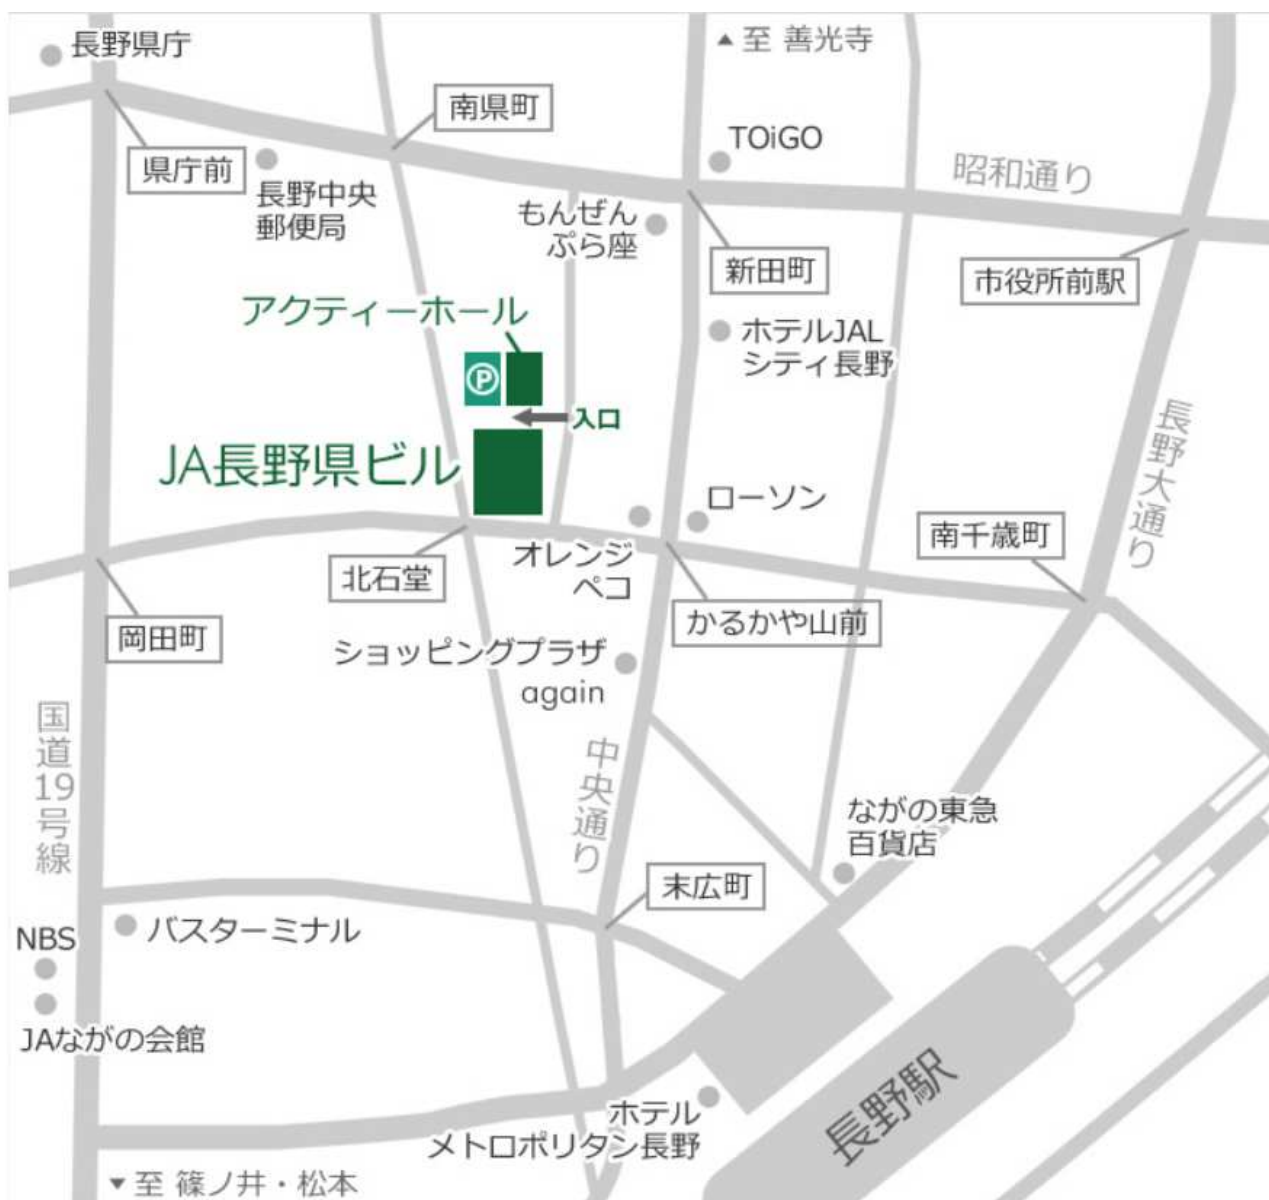 長野県庁
▲ 至 善光寺
南県町
TOiGO
県庁前
長野中央
郵便局
昭和通り
もんぜん
ぷら座
新田町
市役所前駅
アクティーホール
ホテルJAL
シティ長野
P
入口
JA長野県ビル
長野大通り
ローソン
南千歳町
北石堂
オレンジ
ペコ
かるかや山前
岡田町
ショッピングプラザ
again
国道19号線
中央通り
ながの東急
百貨店
末広町
バスターミナル
NBS
JAながの会館
長野駅
ホテル
メトロポリタン長野
▼ 至 篠ノ井・松本